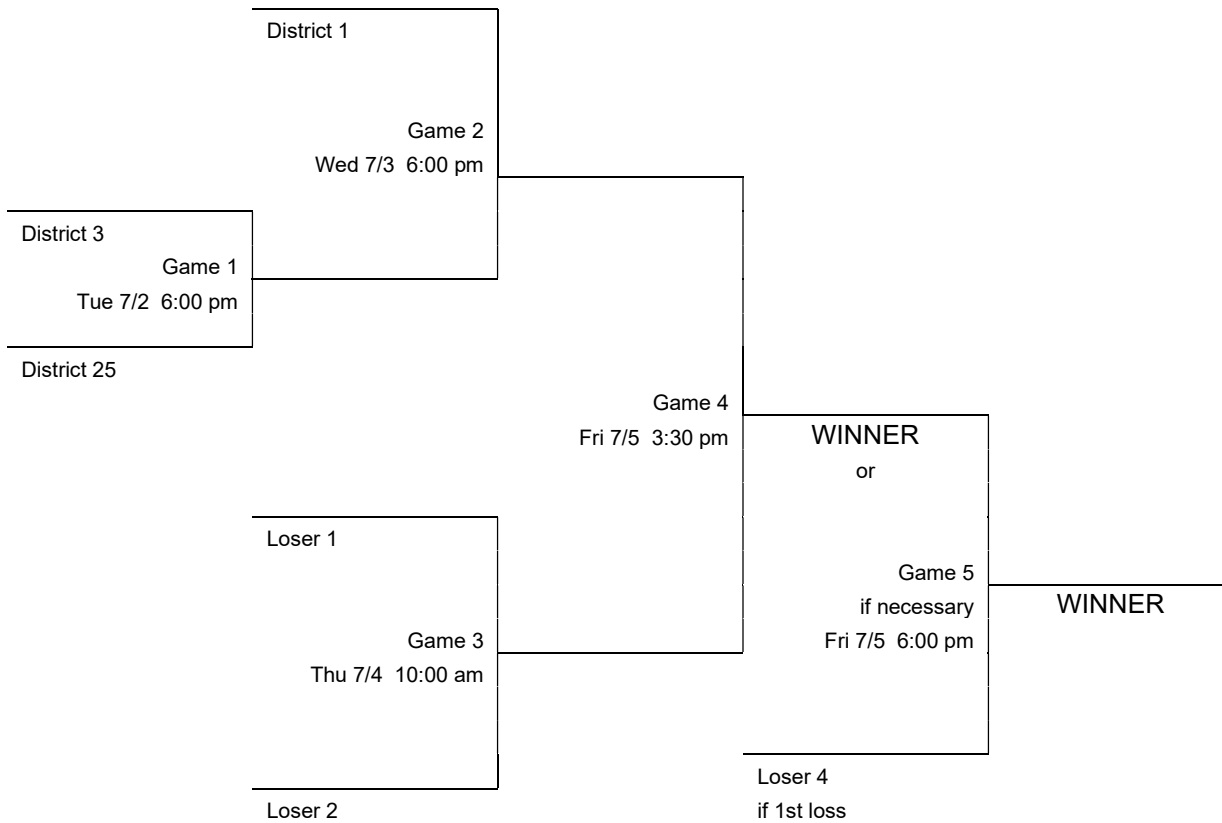 District 1
Game 2
Wed 7/3 6:00 pm
District 3
Game 1
Tue 7/2 6:00 pm
District 25
Game 4
Fri 7/5 3:30 pm
WINNER
or
Loser 1
Game 3
Thu 7/4 10:00 am
Loser 2
Game 5
if necessary
Fri 7/5 6:00 pm
WINNER
Loser 4
if 1st loss